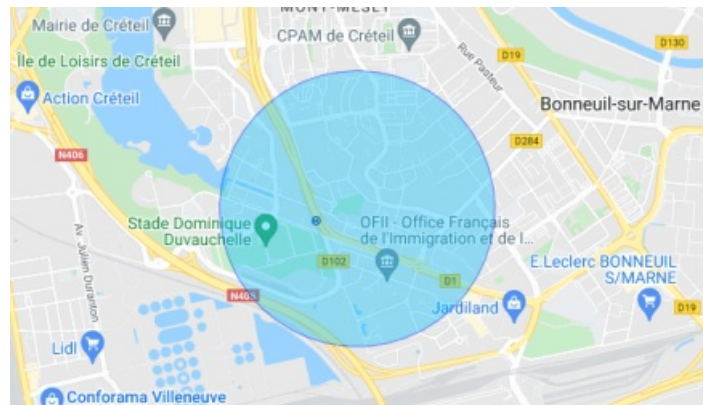 MONT-MESLY
Mairie de Créteil
CPAM de Créteil
D19
D130
Île de Loisirs de Créteil
Rue Pasteur
Action Créteil
Bonneuil-sur-Marne
D284
N406
Stade Dominique
Duvauchelle
OFII - Office Français
de l'Immigration et de l...
Av. Julien Duranton
D102
E.Leclerc BONNEUIL
S/MARNE
D1
N406
Jardiland
D19
Lidl
Conforama Villeneuve